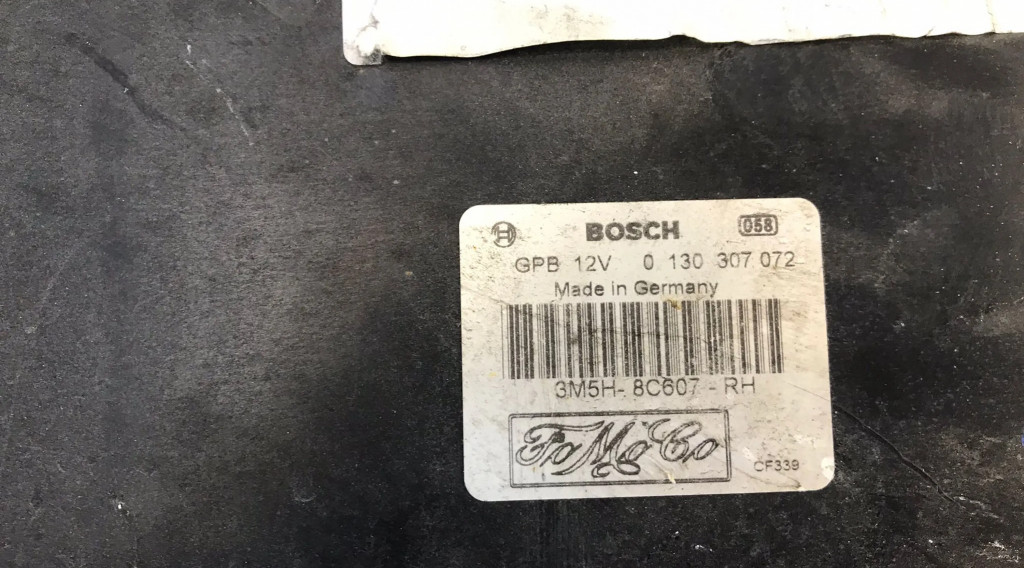 BOSCH 058
GPB 12V 0 130 307 072
Made in Germany
3M5H- 8C607 - RH
FoMoCo
CF339